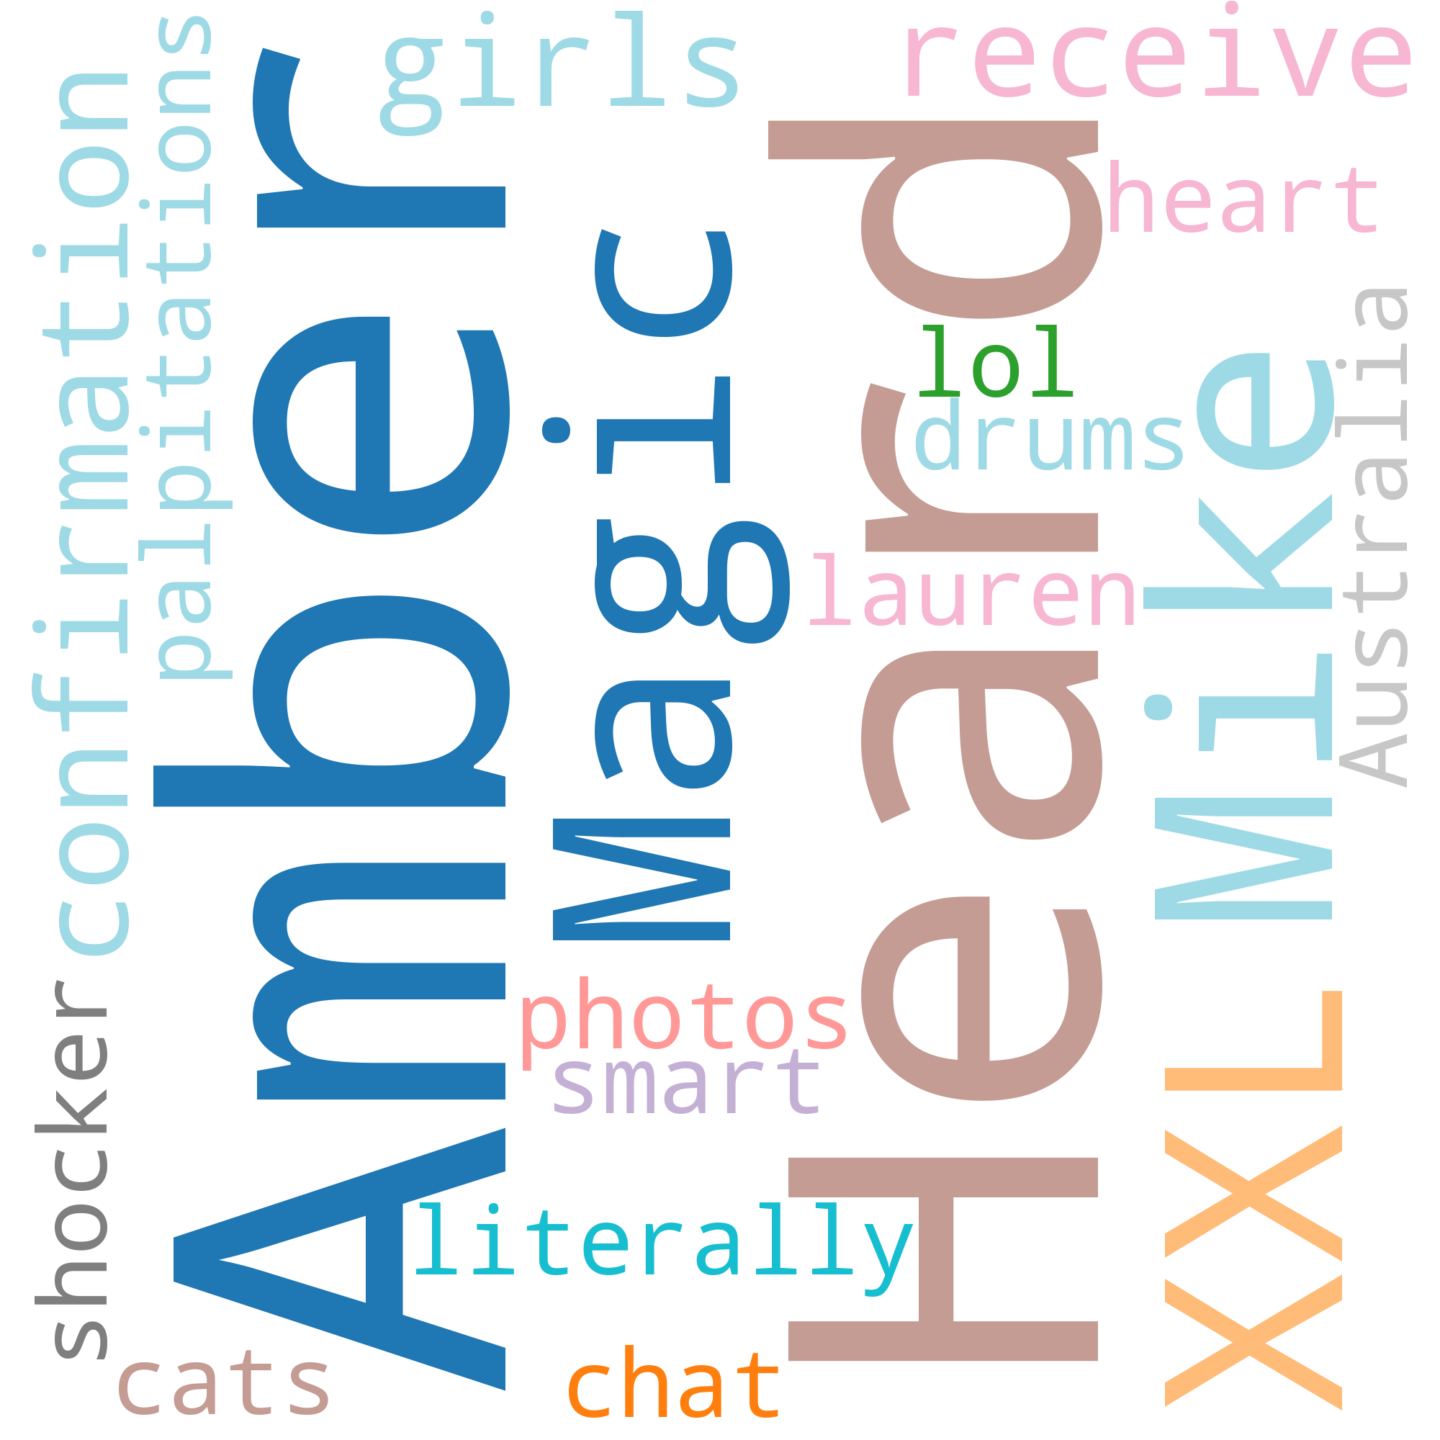 confirmation
palpitations
Amber
girls
Magic
receive
Heard
heart
lol
drums
lauren
Mike
Australia
shocker
photos
smart
literally
XXL
cats
chat